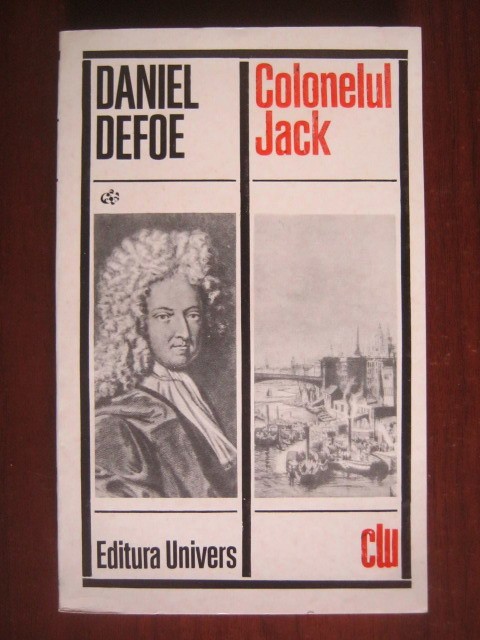 DANIEL
DEFOE
Colonelul
Jack
Editura Univers
clu